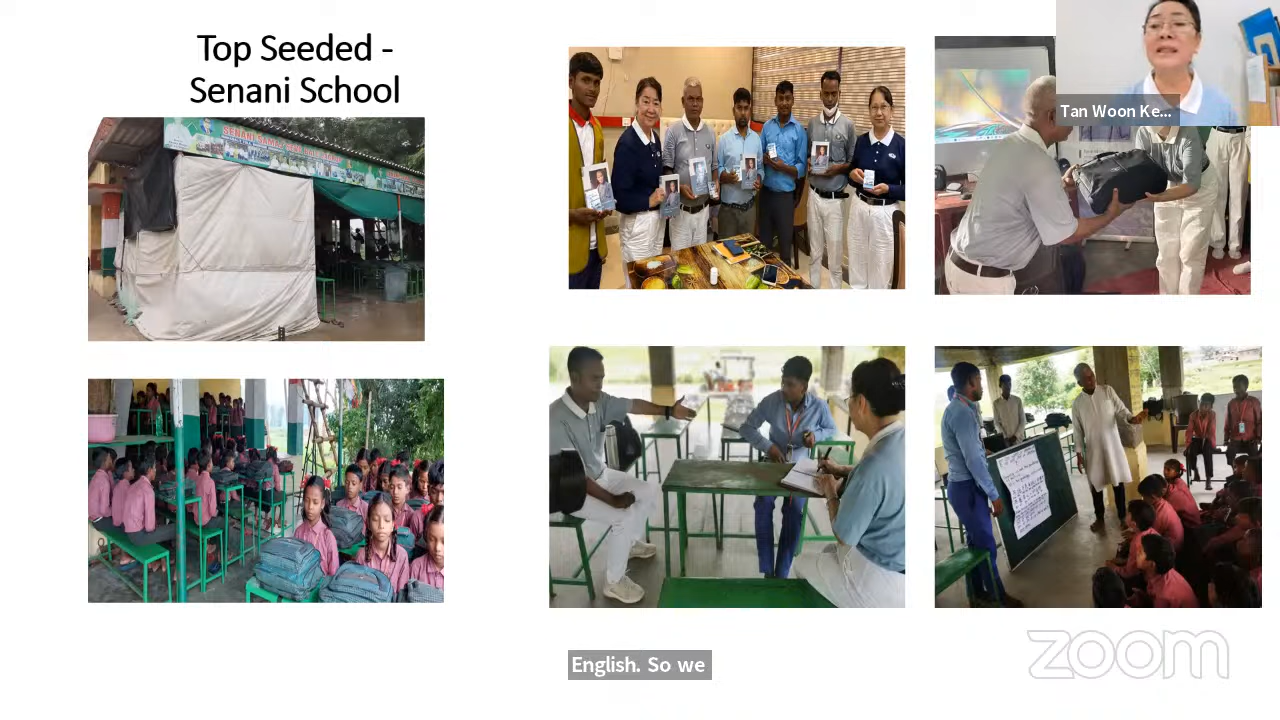 Top Seeded -
Senani School
Tan Woon Ke...
English. So we
zoom